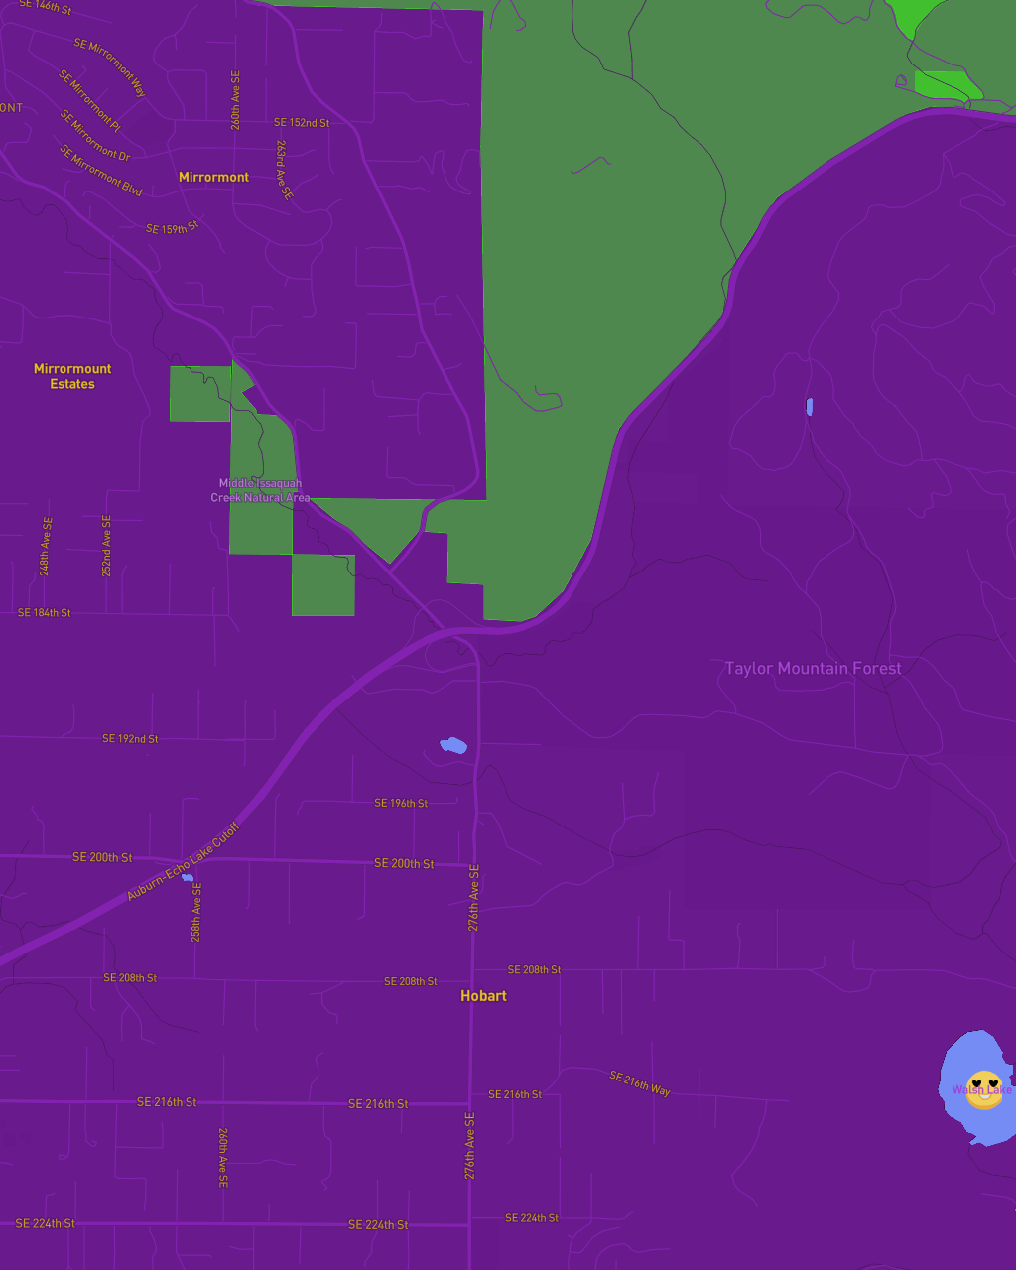 SE 146th St
SE Mirrormont Way
SE Mirrormont Pl
260th Ave SE
ONT
SE Mirrormont Dr
SE 152nd St
SE Mirrormont Blvd
263rd Ave SE
Mirrormont
SE 159th St
Mirrormount
Estates
Middle Issaquah
Creek Natural Area
248th Ave SE
252nd Ave SE
SE 184th St
Taylor Mountain Forest
SE 192nd St
SE 196th St
Auburn-Echo Lake Cutoff
SE 200th St
SE 200th St
258th Ave SE
276th Ave SE
SE 208th St
SE 208th St
SE 208th St
Hobart
SE 216th Way
Walsh Lake
SE 216th St
SE 216th St
SE 216th St
260th Ave SE
276th Ave SE
SE 224th St
SE 224th St
SE 224th St